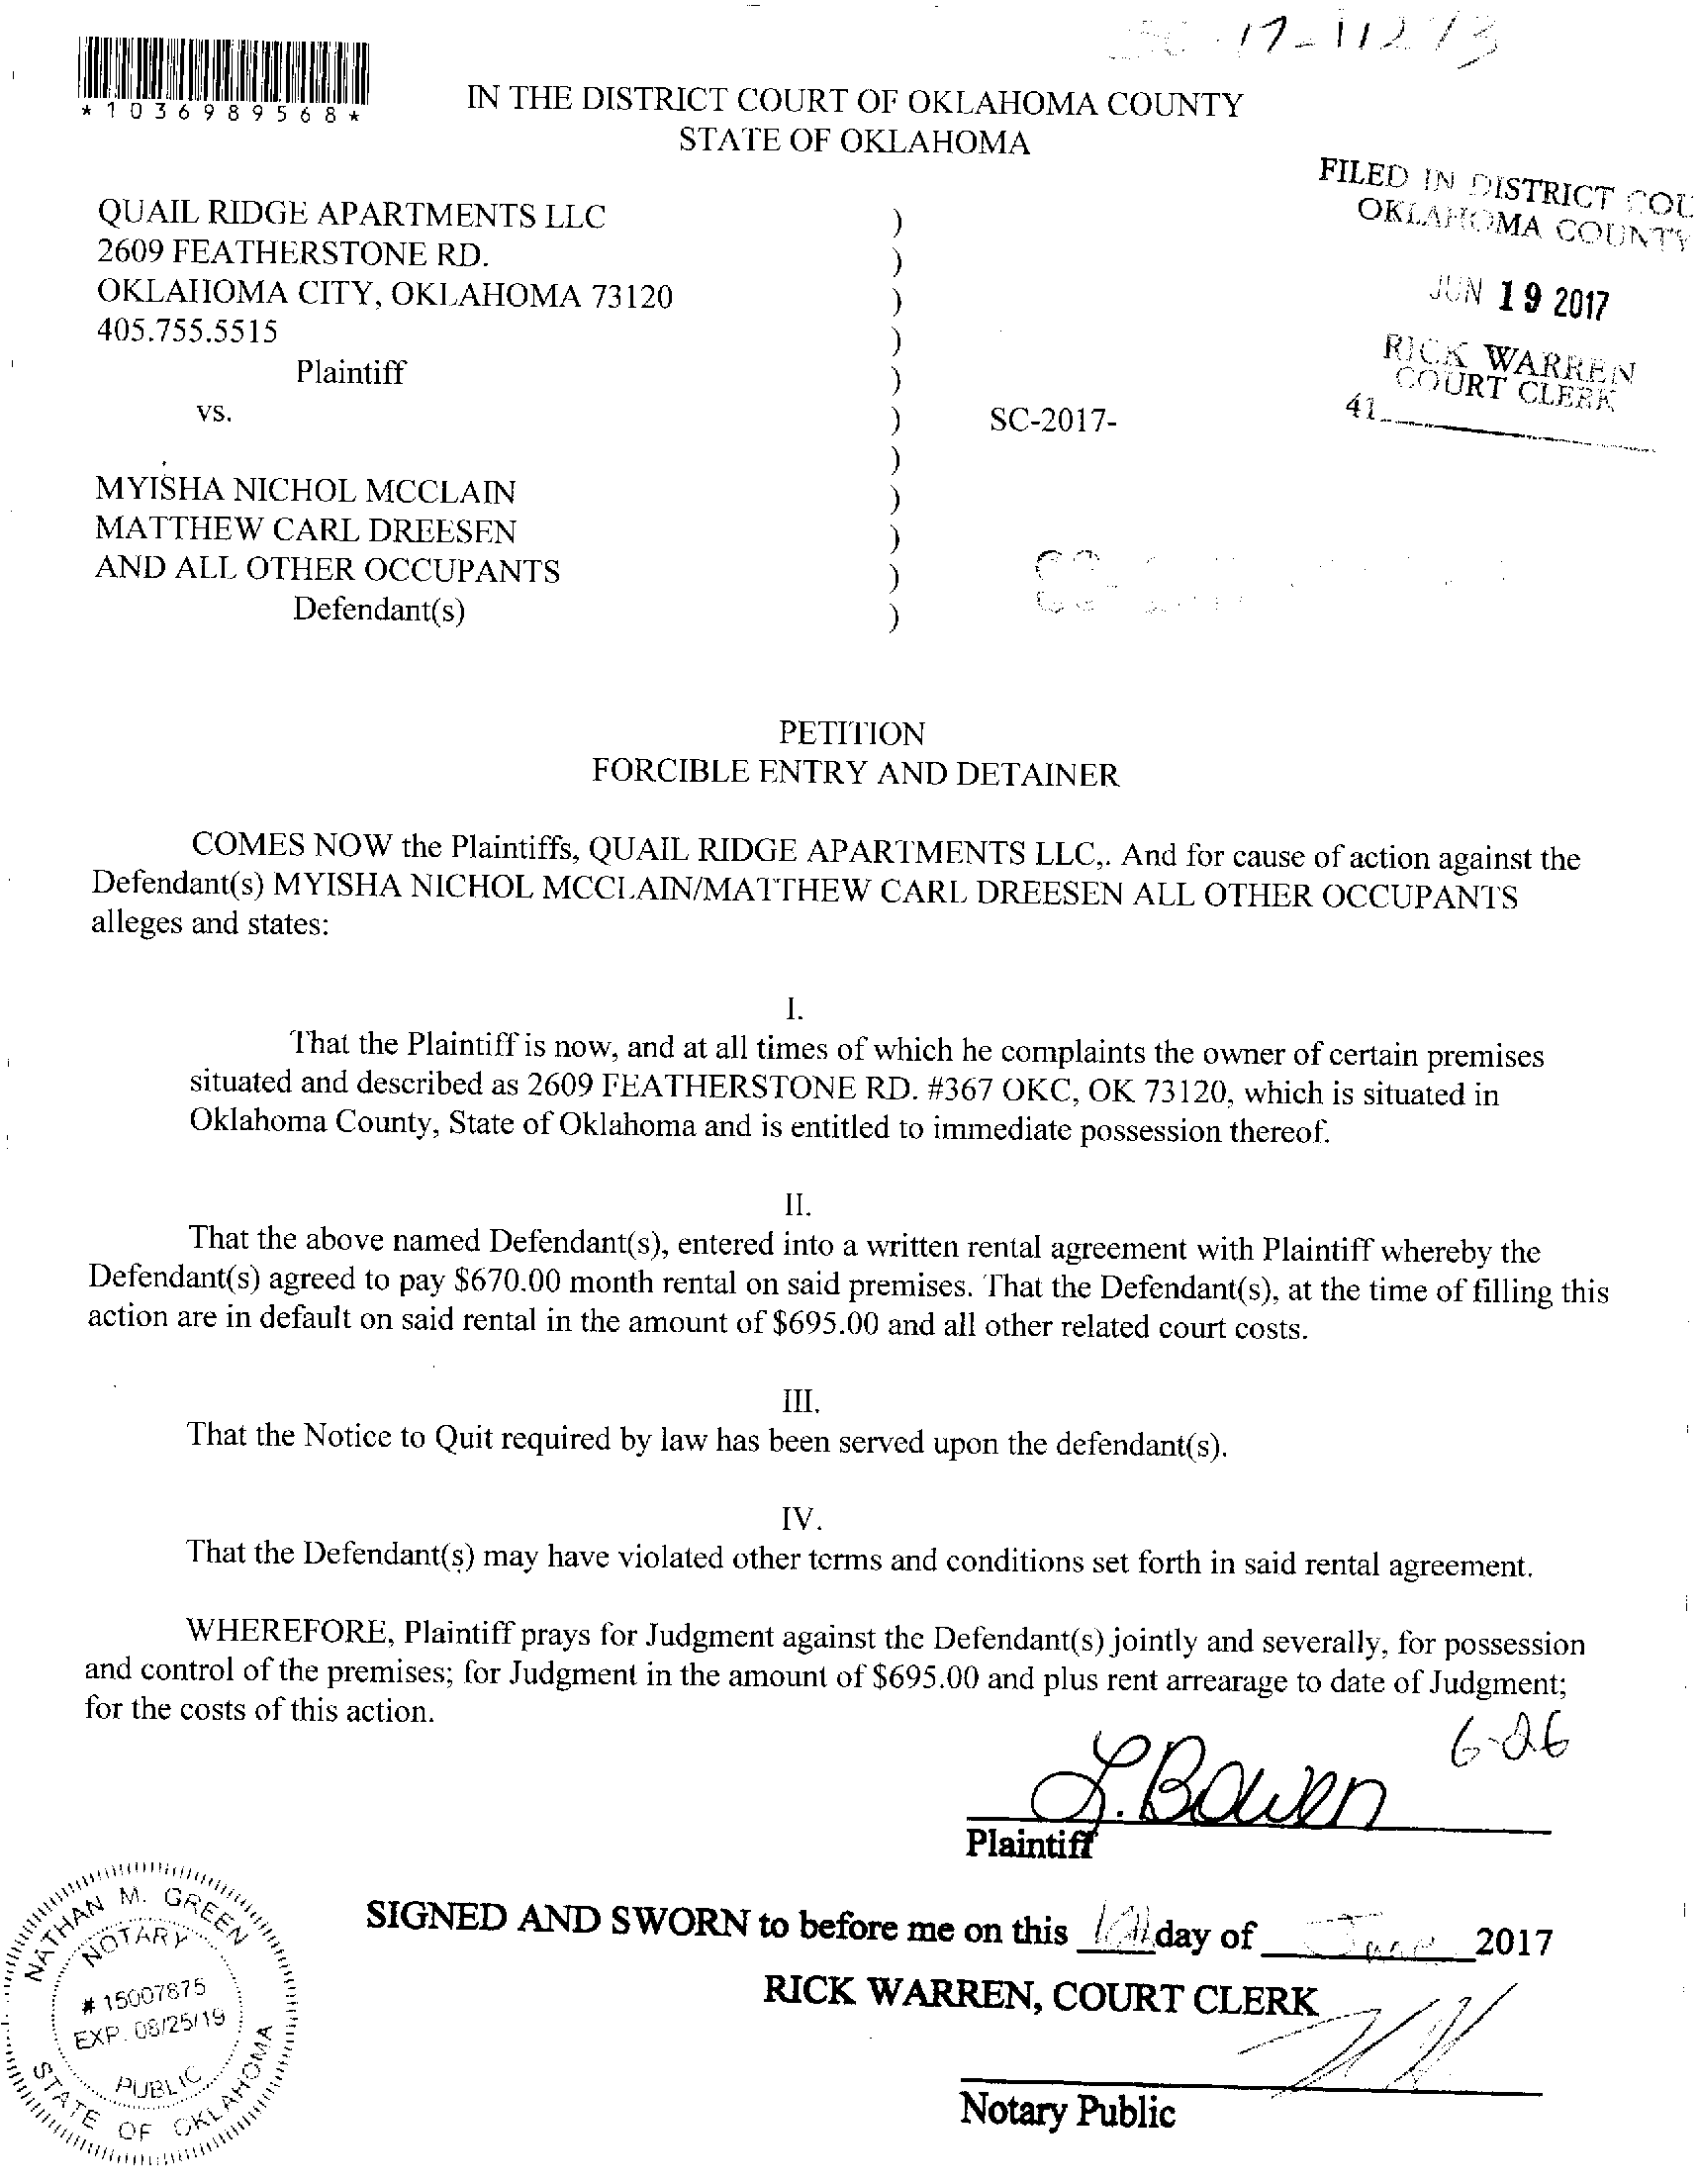 17-11273
*1036989568*
IN THE DISTRICT COURT OF OKLAHOMA COUNTY
STATE OF OKLAHOMA
FILED IN DISTRICT COU
OKLAHOMA COUNTY
JUN 19 2017
RICK WARREN
COURT CLERK
41
QUAIL RIDGE APARTMENTS LLC )
2609 FEATHERSTONE RD. )
OKLAHOMA CITY, OKLAHOMA 73120 )
405.755.5515 )
Plaintiff )
vs. ) SC-2017-
)
MYISHA NICHOL MCCLAIN )
MATTHEW CARL DREESEN )
AND ALL OTHER OCCUPANTS )
Defendant(s) )
PETITION
FORCIBLE ENTRY AND DETAINER
COMES NOW the Plaintiffs, QUAIL RIDGE APARTMENTS LLC,. And for cause of action against the
Defendant(s) MYISHA NICHOL MCCLAIN/MATTHEW CARL DREESEN ALL OTHER OCCUPANTS
alleges and states:
I.
That the Plaintiff is now, and at all times of which he complaints the owner of certain premises
situated and described as 2609 FEATHERSTONE RD. #367 OKC, OK 73120, which is situated in
Oklahoma County, State of Oklahoma and is entitled to immediate possession thereof.
II.
That the above named Defendant(s), entered into a written rental agreement with Plaintiff whereby the
Defendant(s) agreed to pay $670.00 month rental on said premises. That the Defendant(s), at the time of filling this
action are in default on said rental in the amount of $695.00 and all other related court costs.
III.
That the Notice to Quit required by law has been served upon the defendant(s).
IV.
That the Defendant(s) may have violated other terms and conditions set forth in said rental agreement.
WHEREFORE, Plaintiff prays for Judgment against the Defendant(s) jointly and severally, for possession
and control of the premises; for Judgment in the amount of $695.00 and plus rent arrearage to date of Judgment;
for the costs of this action.
6-26
L. Bowen
Plaintiff
SIGNED AND SWORN to before me on this day of June 2017
RICK WARREN, COURT CLERK
Notary Public
NATHAN M. GREEN
NOTARY
# 15007875
EXP. 08/25/19
PUBLIC
STATE OF OKLAHOMA